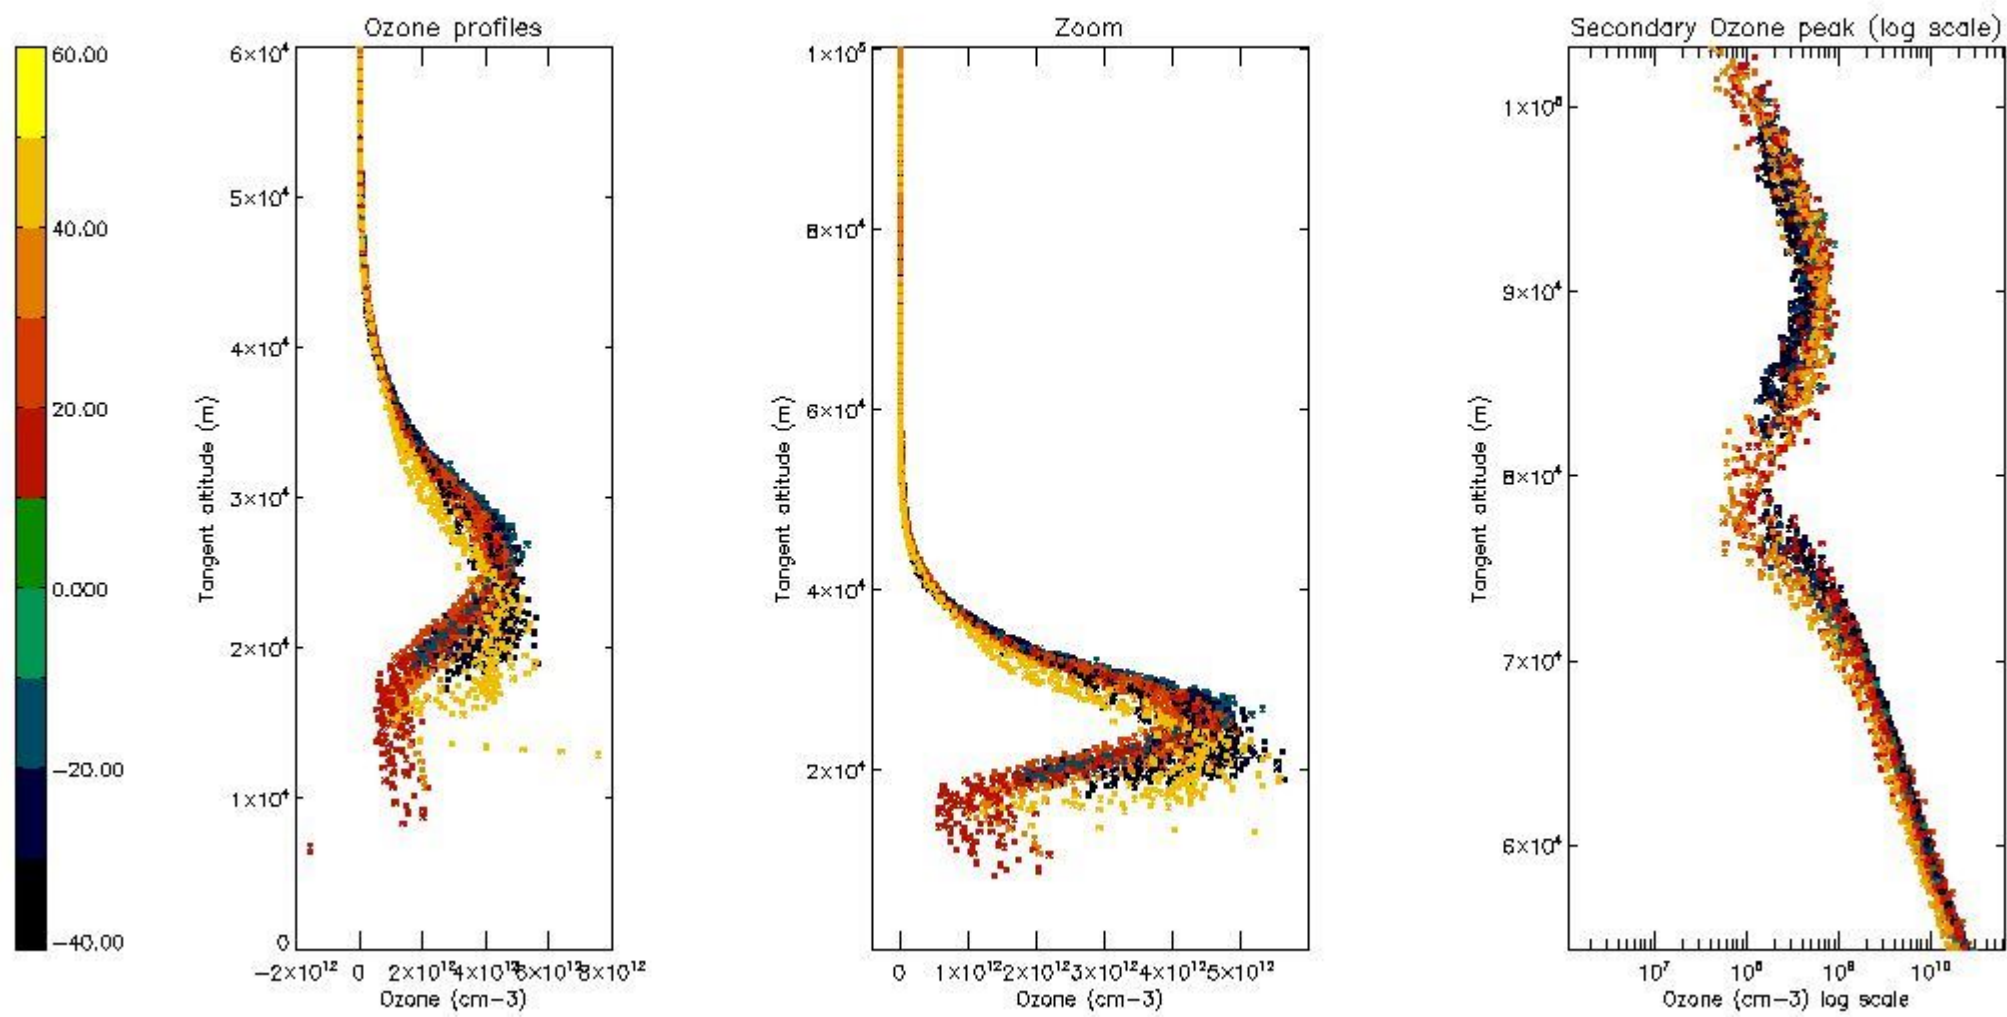 Ozone profiles
Zoom
Secondary Ozone peak (log scale)
60.00
40.00
20.00
0.000
−20.00
−40.00
6×10⁴
5×10⁴
4×10⁴
3×10⁴
2×10⁴
1×10⁴
0
Tangent altitude (m)
−2×10¹² 0 2×10¹² 4×10¹² 6×10¹² 8×10¹²
Ozone (cm−3)
1×10⁵
8×10⁴
6×10⁴
4×10⁴
2×10⁴
Tangent altitude (m)
0 1×10¹² 2×10¹² 3×10¹² 4×10¹² 5×10¹²
Ozone (cm−3)
1×10⁵
9×10⁴
8×10⁴
7×10⁴
6×10⁴
Tangent altitude (m)
10⁷ 10⁸ 10⁹ 10¹⁰
Ozone (cm−3) log scale